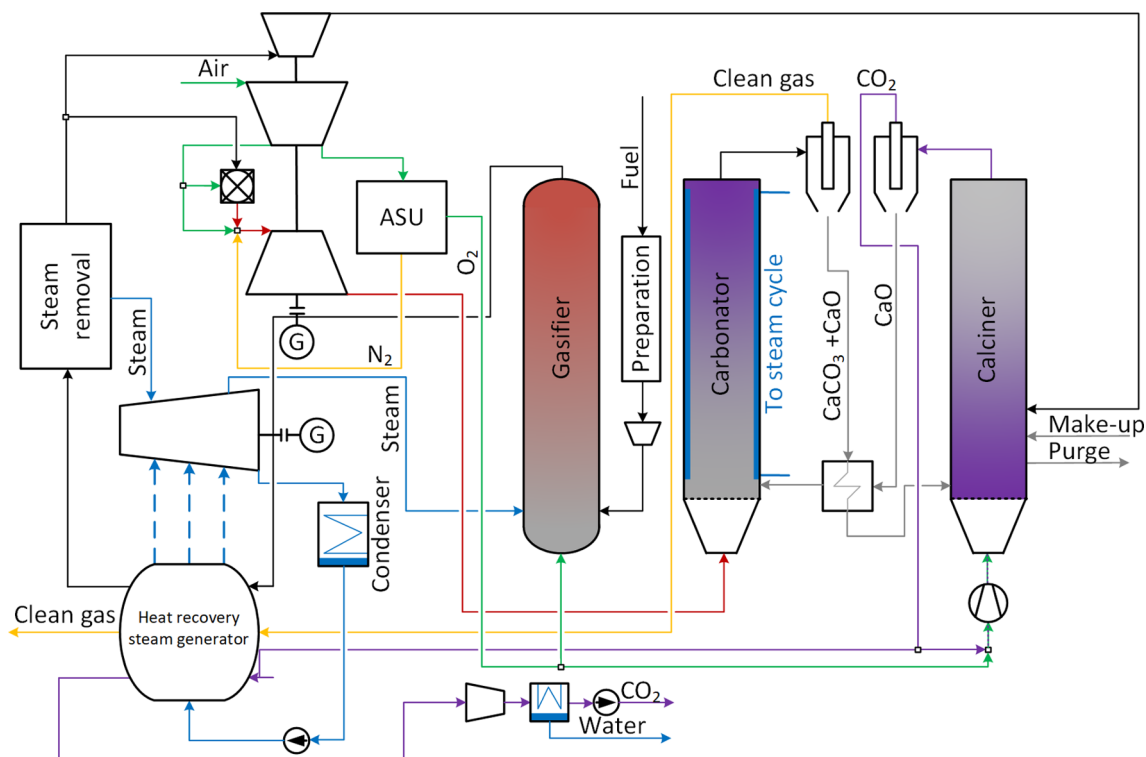 Air
Clean gas
CO2
Fuel
ASU
O2
Steam
removal
Steam
G
N2
Gasifier
Preparation
Carbonator
To steam cycle
CaCO3 +CaO
CaO
Calciner
Steam
G
Make-up
Purge
Condenser
Clean gas
Heat recovery
steam generator
CO2
Water